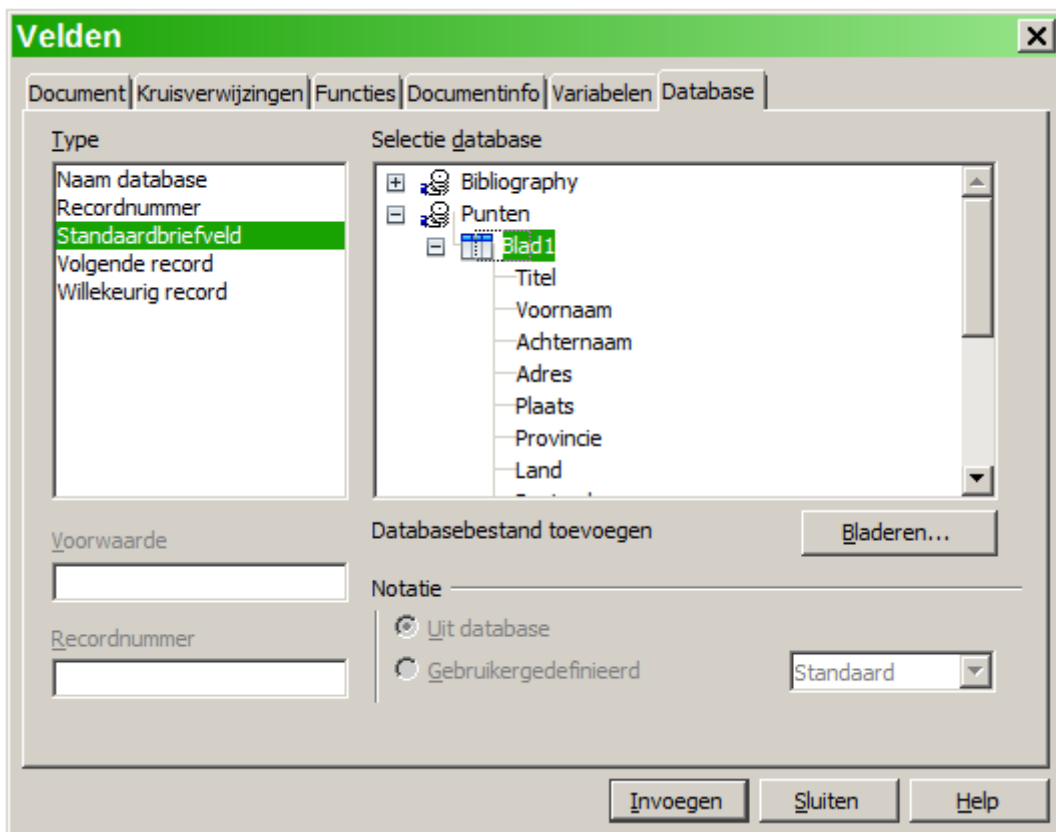 Velden
Document Kruisverwijzingen Functies Documentinfo Variabelen Database
Type
Naam database
Recordnummer
Standaardbriefveld
Volgende record
Willekeurig record
Selectie database
Bibliography
Punten
Blad1
Titel
Voornaam
Achternaam
Adres
Plaats
Provincie
Land
Databasebestand toevoegen
Bladeren...
Voorwaarde
Recordnummer
Notatie
Uit database
Gebruikergedefinieerd
Standaard
Invoegen
Sluiten
Help